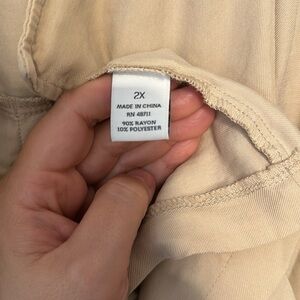 2X
MADE IN CHINA
RN 48711
90% RAYON
10% POLYESTER